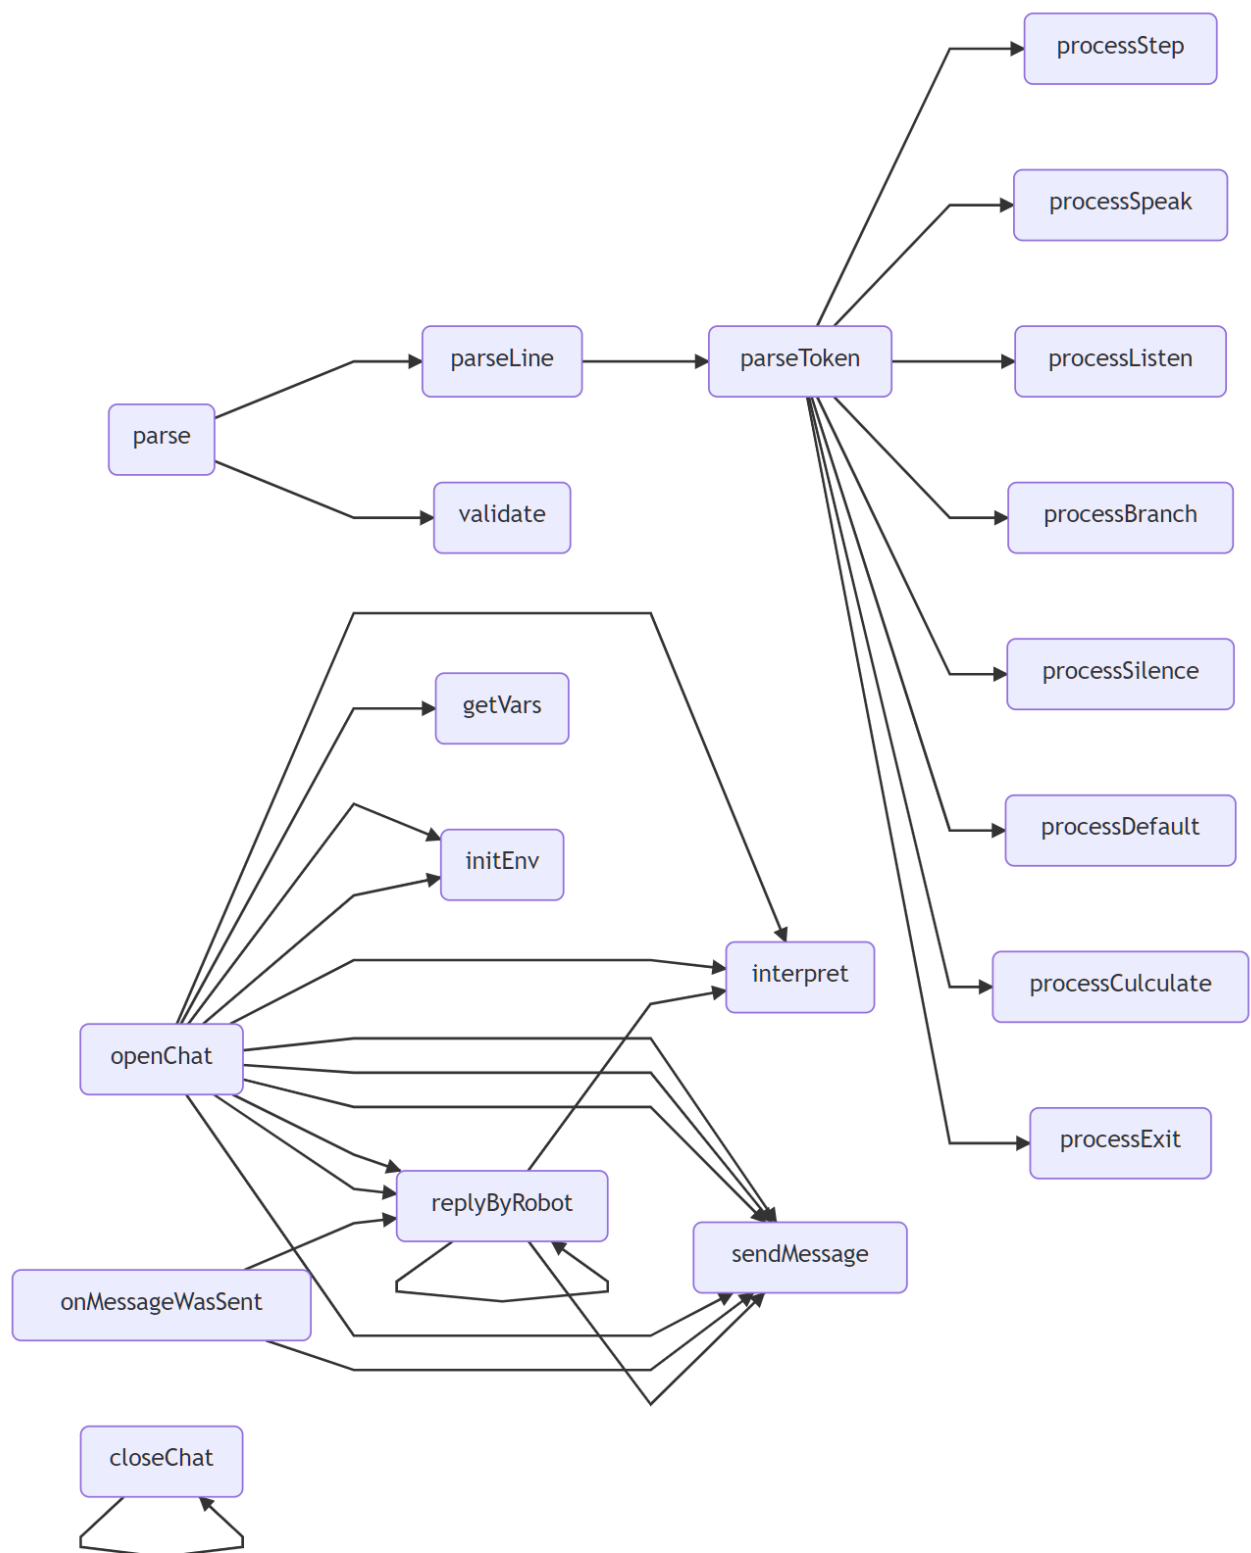 processStep
processSpeak
parseLine
parseToken
processListen
parse
validate
processBranch
processSilence
getVars
processDefault
initEnv
interpret
processCulculate
openChat
processExit
replyByRobot
sendMessage
onMessageWasSent
closeChat